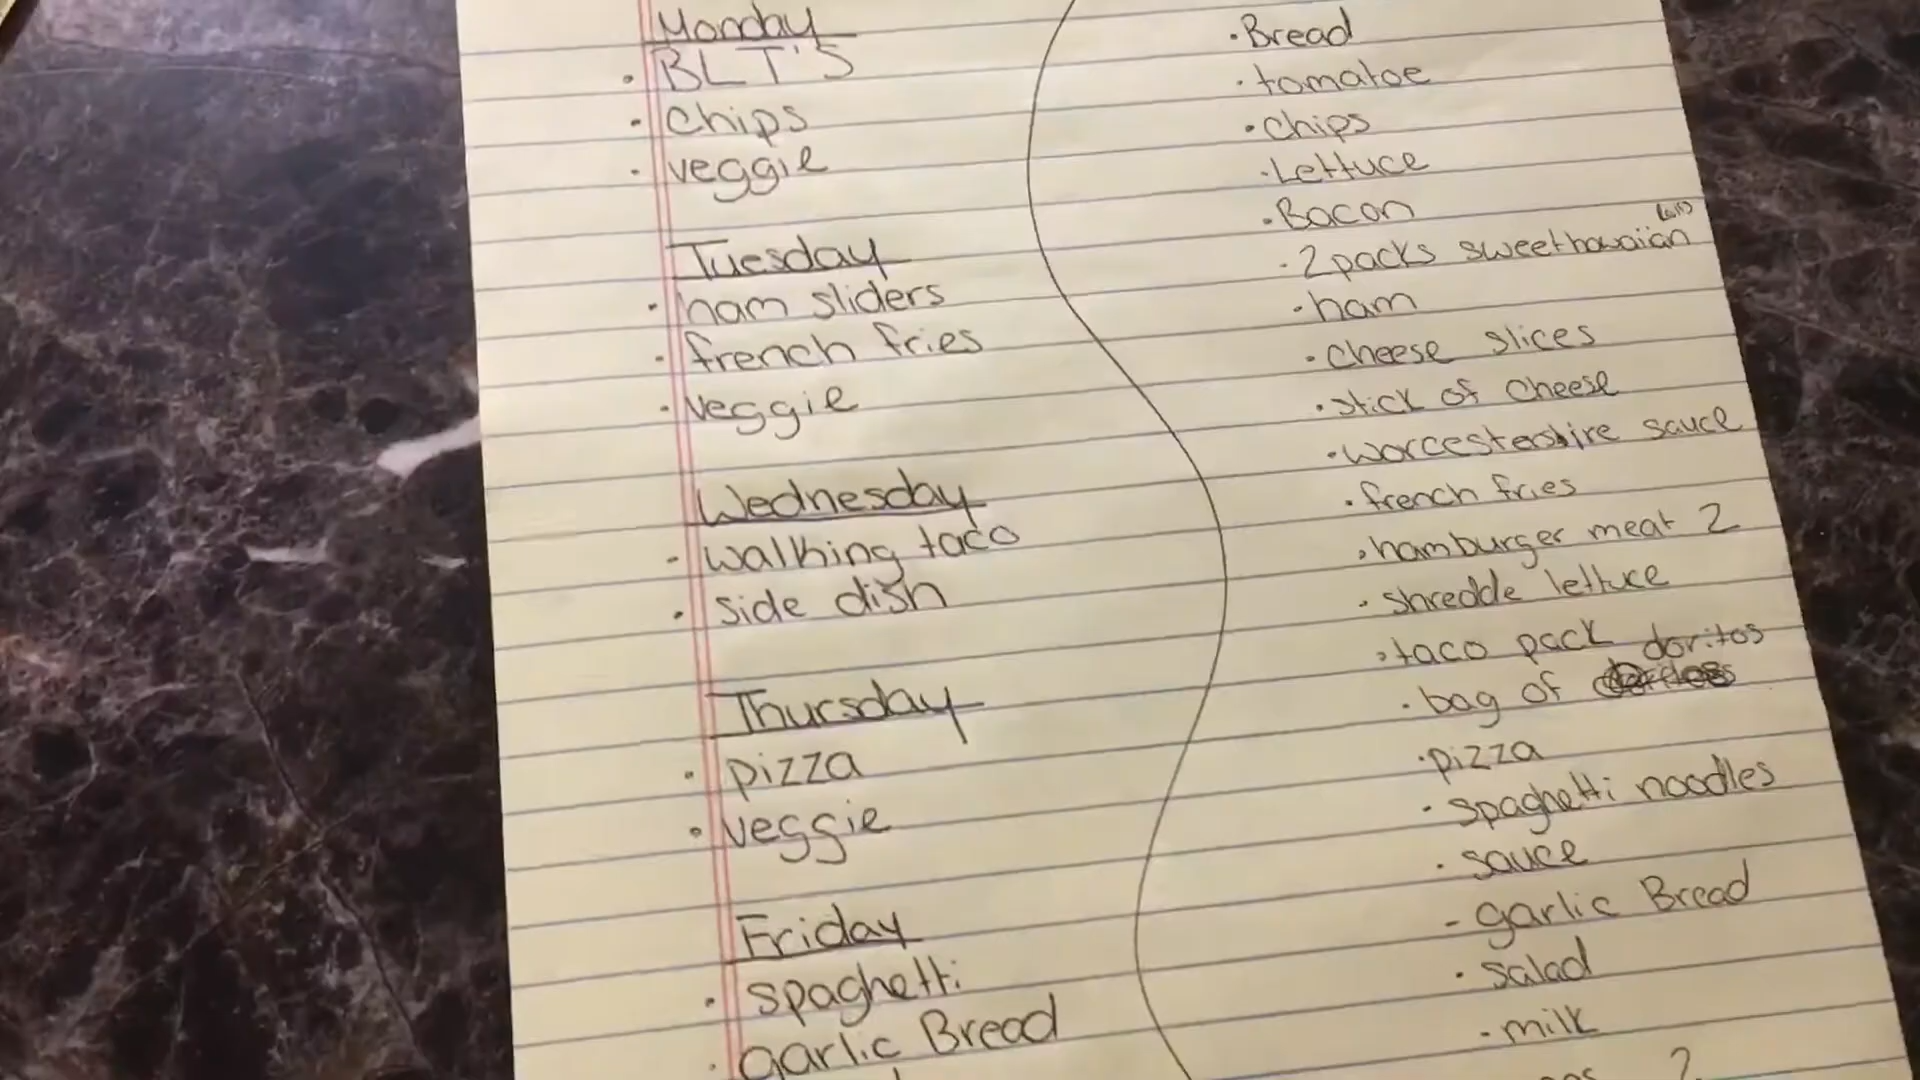 Monday
· BLT'S
· chips
· veggie
Tuesday
· ham sliders
· french fries
· veggie
Wednesday
· walking taco
· side dish
Thursday
· pizza
· veggie
Friday
· spaghetti
· garlic Bread
· Bread
· tomatoe
· chips
· Lettuce
· Bacon
· 2 packs sweet hawaiian
· ham
· cheese slices
· stick of cheese
· worcestershire sauce
· french fries
· hamburger meat 2
· shredde lettuce
· taco pack
· bag of doritos
· pizza
· spaghetti noodles
· sauce
- garlic Bread
· salad
· milk
2